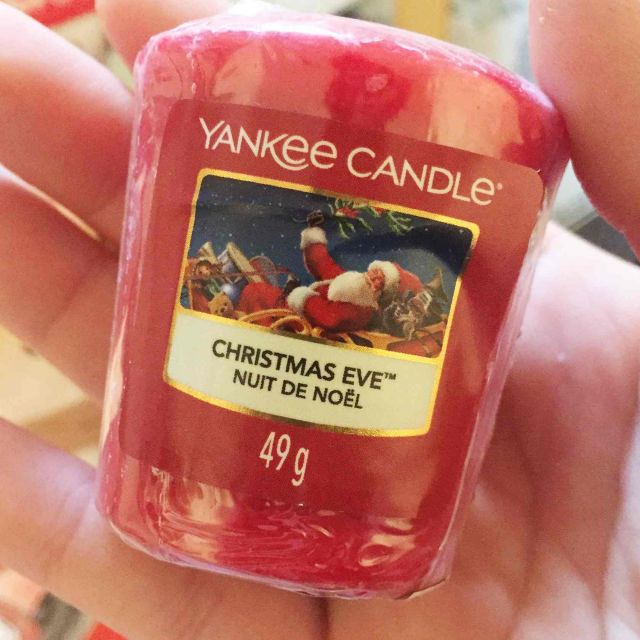 YANKEE CANDLE®
CHRISTMAS EVE™
NUIT DE NOËL
49 g